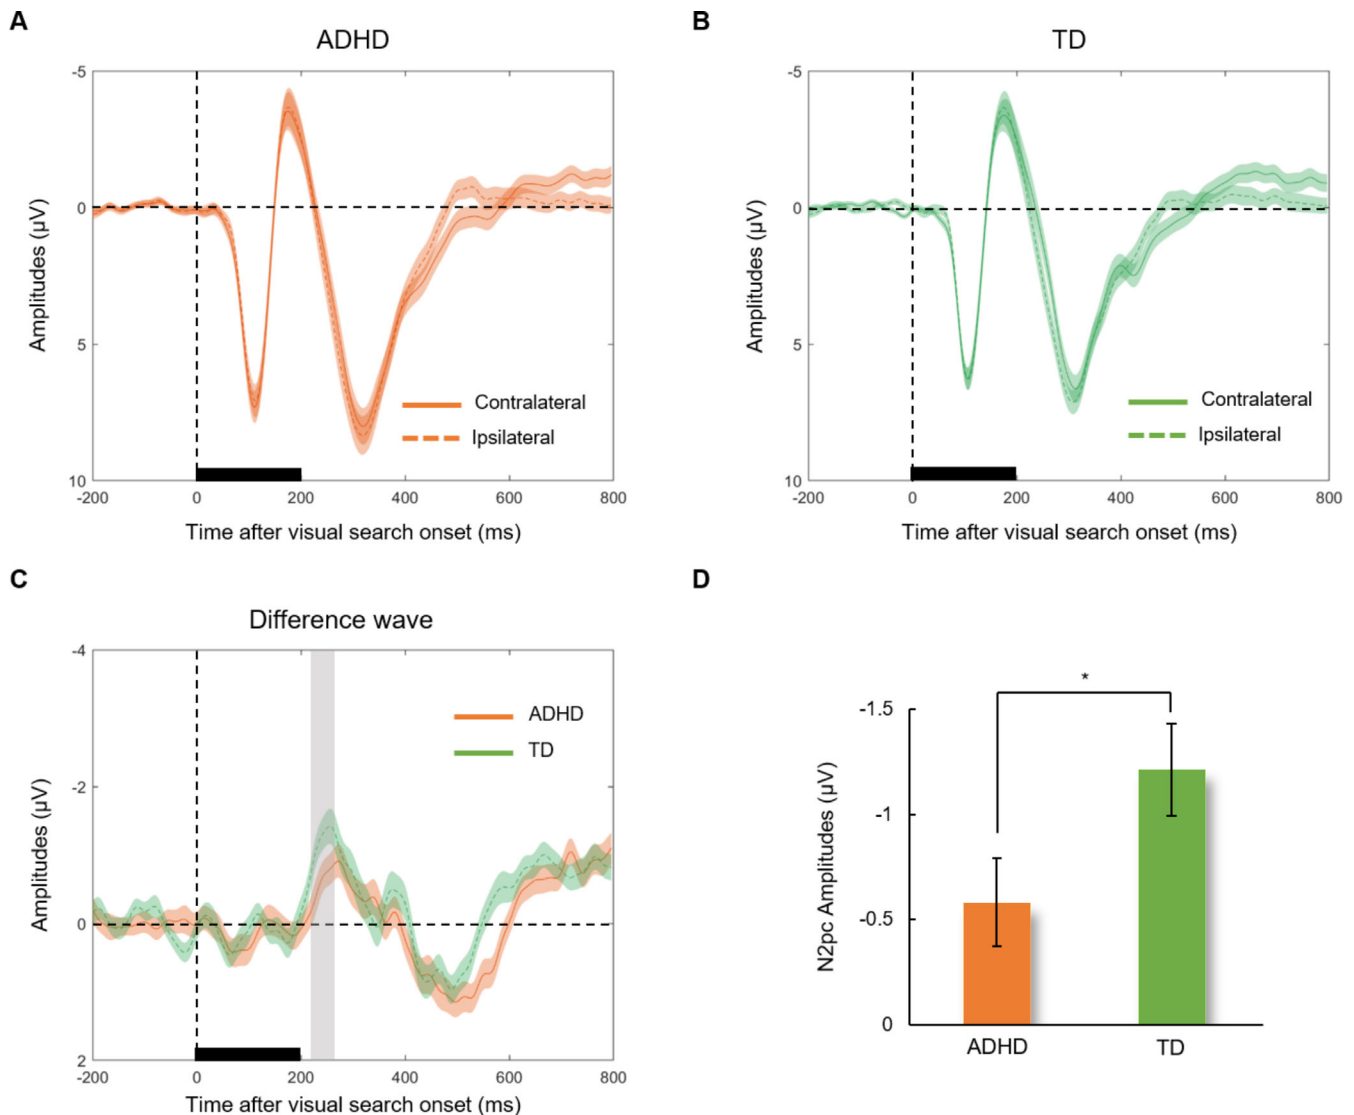 A
ADHD
-5
0
5
10
-200
0
200
400
600
800
Amplitudes (μV)
Time after visual search onset (ms)
Contralateral
Ipsilateral
B
TD
-5
0
5
10
-200
0
200
400
600
800
Amplitudes (μV)
Time after visual search onset (ms)
Contralateral
Ipsilateral
C
Difference wave
-4
-2
0
2
-200
0
200
400
600
800
Amplitudes (μV)
Time after visual search onset (ms)
ADHD
TD
D
*
-1.5
-1
-0.5
0
N2pc Amplitudes (μV)
ADHD
TD